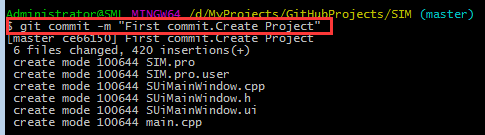 Administrator@SML MINGW64 /d/MyProjects/GitHubProjects/SIM (master)
$ git commit -m "First commit.Create Project"
[master ce66150] First commit.Create Project
6 files changed, 420 insertions(+)
create mode 100644 SIM.pro
create mode 100644 SIM.pro.user
create mode 100644 SUiMainWindow.cpp
create mode 100644 SUiMainWindow.h
create mode 100644 SUiMainWindow.ui
create mode 100644 main.cpp